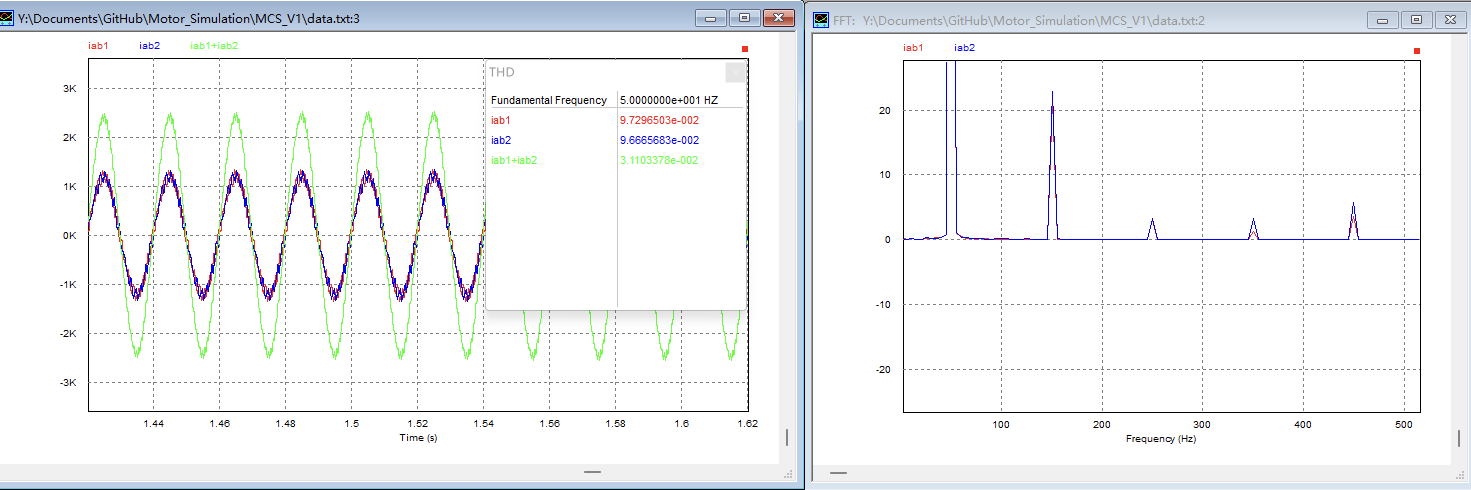 Y:\Documents\GitHub\Motor_Simulation\MCS_V1\data.txt:3
iab1 iab2 iab1+iab2
3K
2K
1K
0K
-1K
-2K
-3K
1.44 1.46 1.48 1.5 1.52 1.54 1.56 1.58 1.6 1.62
Time (s)
THD
Fundamental Frequency 5.0000000e+001 HZ
iab1 9.7296503e-002
iab2 9.6665683e-002
iab1+iab2 3.1103378e-002
FFT: Y:\Documents\GitHub\Motor_Simulation\MCS_V1\data.txt:2
iab1 iab2
20
10
0
-10
-20
100 200 300 400 500
Frequency (Hz)